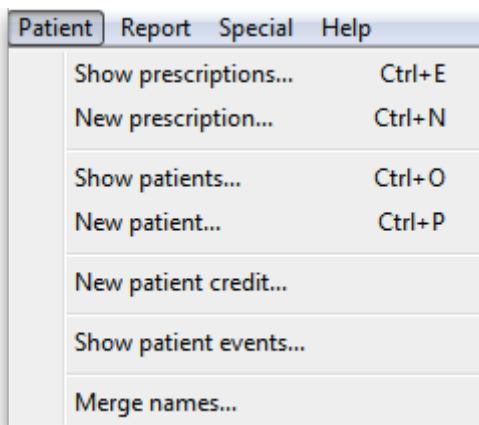 Patient Report Special Help
Show prescriptions... Ctrl+E
New prescription... Ctrl+N
Show patients... Ctrl+O
New patient... Ctrl+P
New patient credit...
Show patient events...
Merge names...